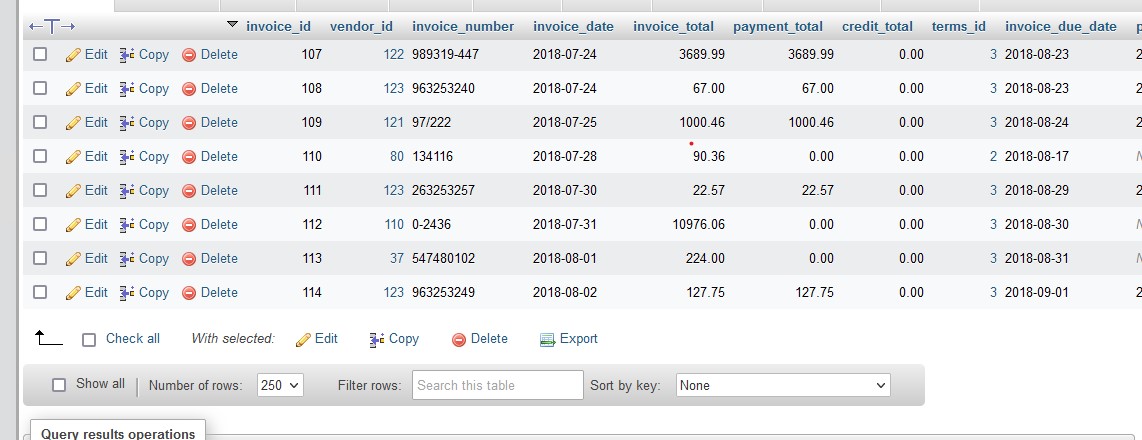 ←T→ invoice_id vendor_id invoice_number invoice_date invoice_total payment_total credit_total terms_id invoice_due_date p
Edit Copy Delete 107 122 989319-447 2018-07-24 3689.99 3689.99 0.00 3 2018-08-23 2
Edit Copy Delete 108 123 963253240 2018-07-24 67.00 67.00 0.00 3 2018-08-23 2
Edit Copy Delete 109 121 97/222 2018-07-25 1000.46 1000.46 0.00 3 2018-08-24 2
Edit Copy Delete 110 80 134116 2018-07-28 90.36 0.00 0.00 2 2018-08-17 N
Edit Copy Delete 111 123 263253257 2018-07-30 22.57 22.57 0.00 3 2018-08-29 2
Edit Copy Delete 112 110 0-2436 2018-07-31 10976.06 0.00 0.00 3 2018-08-30 N
Edit Copy Delete 113 37 547480102 2018-08-01 224.00 0.00 0.00 3 2018-08-31 N
Edit Copy Delete 114 123 963253249 2018-08-02 127.75 127.75 0.00 3 2018-09-01 2
Check all With selected: Edit Copy Delete Export
Show all Number of rows: 250 Filter rows: Search this table Sort by key: None
Query results operations